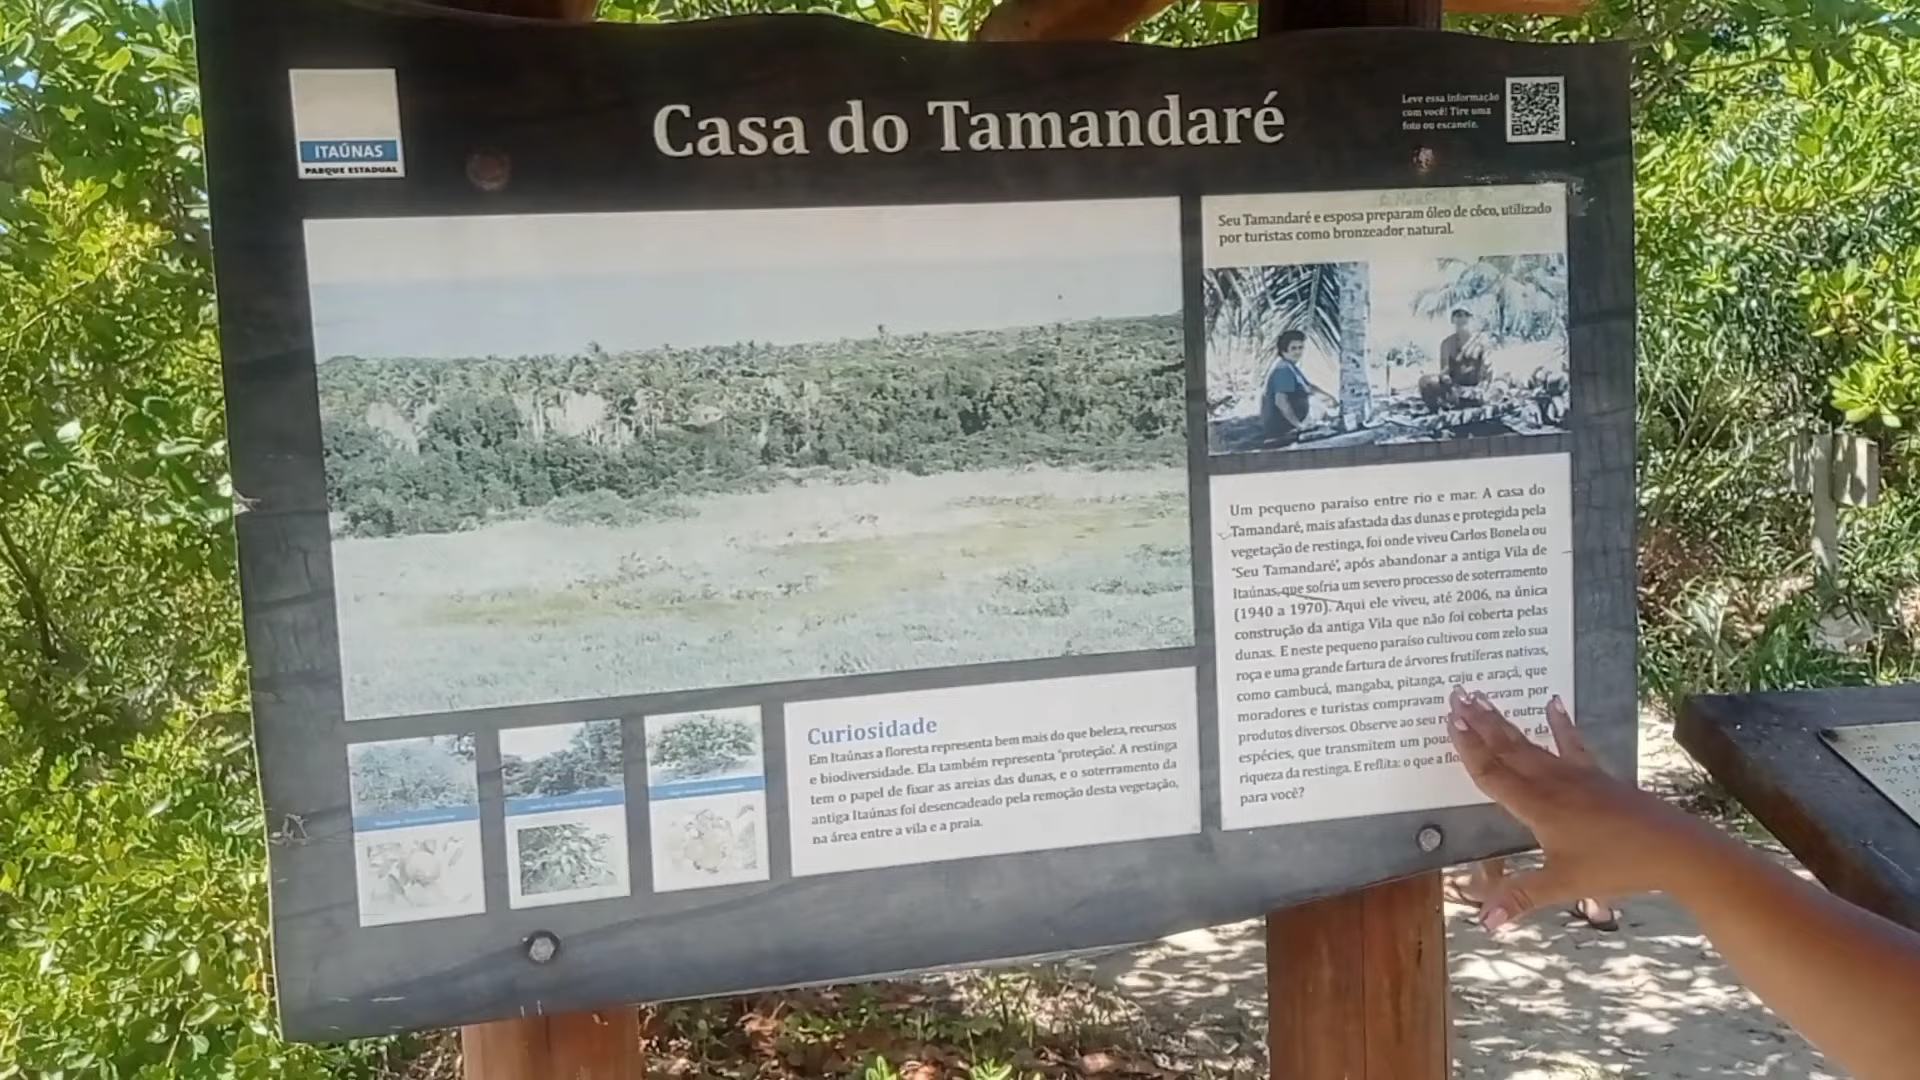 Casa do Tamandaré
Leve essa informação
com você! Tire uma
foto ou escaneie.
ITAÚNAS
PARQUE ESTADUAL
Seu Tamandaré e esposa preparam óleo de côco, utilizado
por turistas como bronzeador natural.
Um pequeno paraíso entre rio e mar. A casa do
Tamandaré, mais afastada das dunas e protegida pela
vegetação de restinga, foi onde viveu Carlos Bonela ou
"Seu Tamandaré", após abandonar a antiga Vila de
Itaúnas, que sofria um severo processo de soterramento
(1940 a 1970). Aqui ele viveu, até 2006, na única
construção da antiga Vila que não foi coberta pelas
dunas. E neste pequeno paraíso cultivou com zelo sua
roça e uma grande fartura de árvores frutíferas nativas,
como cambucá, mangaba, pitanga, caju e araçá, que
moradores e turistas compravam por
produtos diversos. Observe ao seu e outras
espécies, que transmitem um e da
riqueza da restinga. E reflita: o que a
para você?
Curiosidade
Em Itaúnas a floresta representa bem mais do que beleza, recursos
e biodiversidade. Ela também representa "proteção". A restinga
tem o papel de fixar as areias das dunas, e o soterramento da
antiga Itaúnas foi desencadeado pela remoção desta vegetação,
na área entre a vila e a praia.